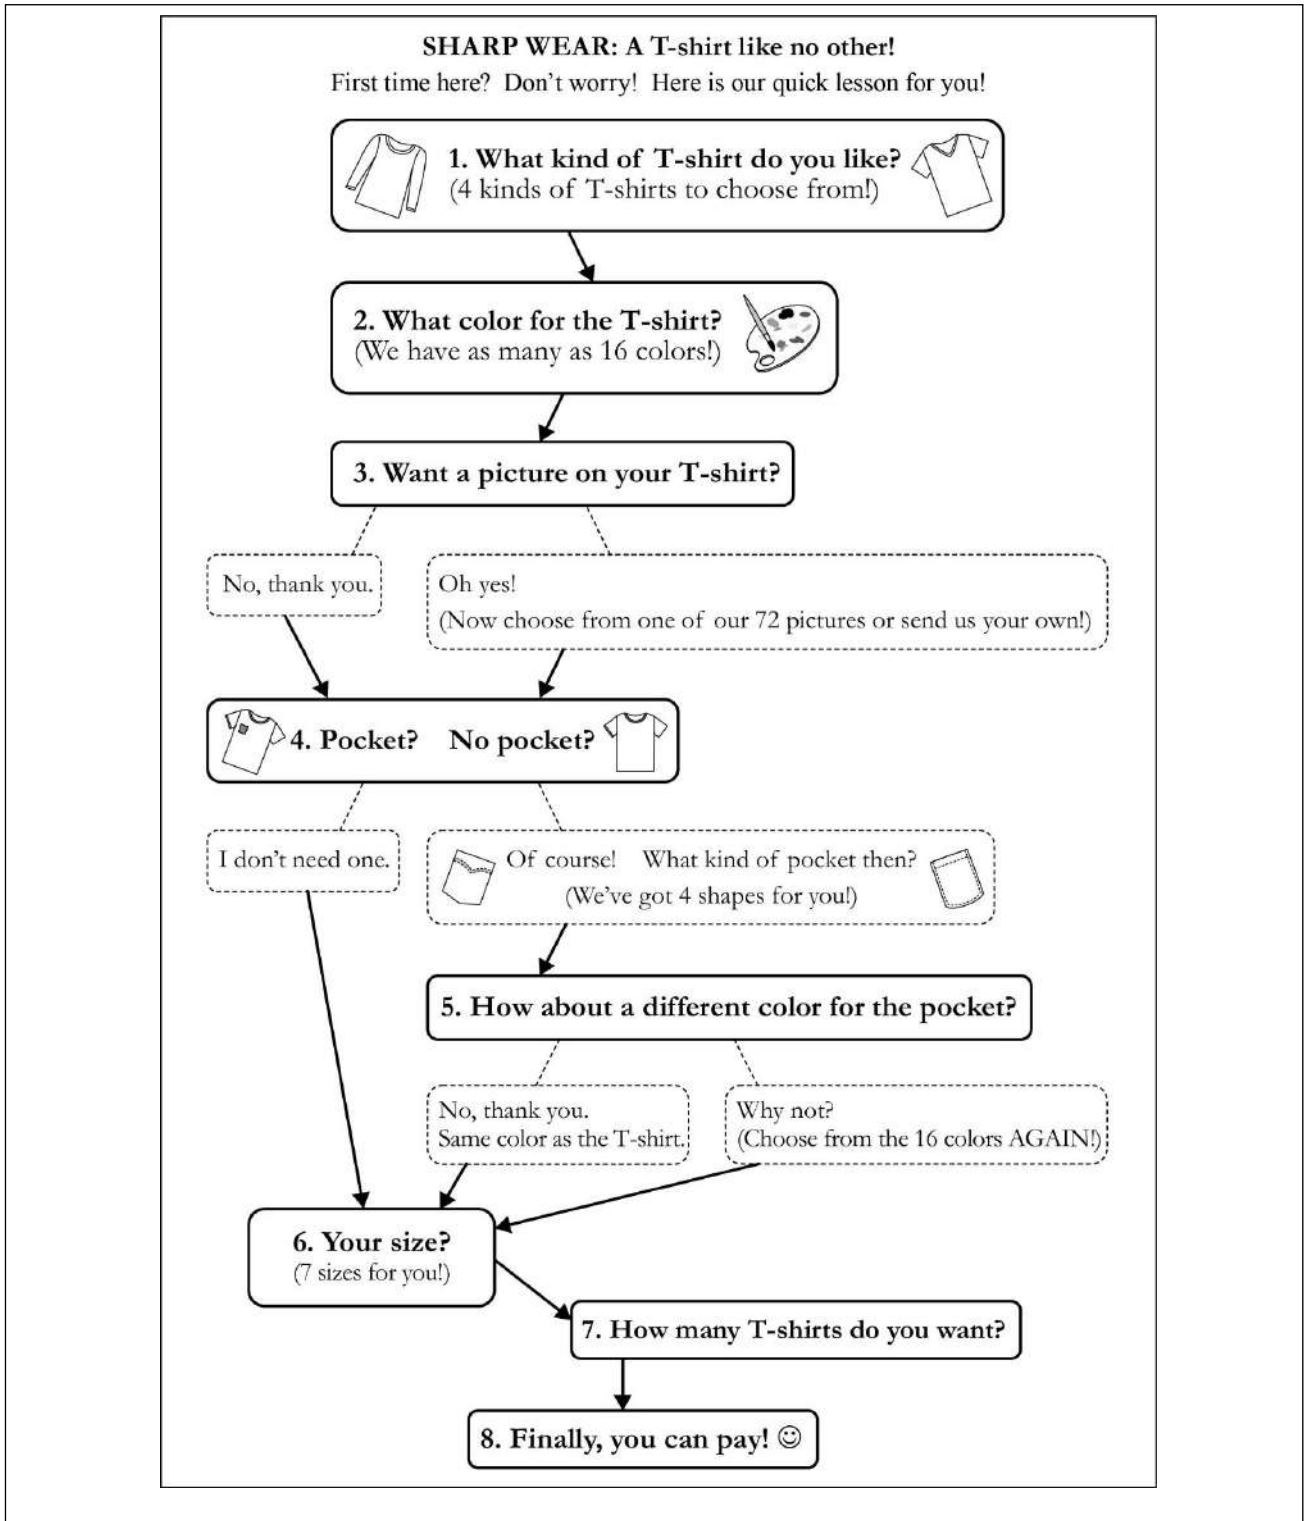 SHARP WEAR: A T-shirt like no other!
First time here? Don't worry! Here is our quick lesson for you!
1. What kind of T-shirt do you like?
(4 kinds of T-shirts to choose from!)
2. What color for the T-shirt?
(We have as many as 16 colors!)
3. Want a picture on your T-shirt?
No, thank you.
Oh yes!
(Now choose from one of our 72 pictures or send us your own!)
4. Pocket? No pocket?
I don't need one.
Of course! What kind of pocket then?
(We've got 4 shapes for you!)
5. How about a different color for the pocket?
No, thank you.
Same color as the T-shirt.
Why not?
(Choose from the 16 colors AGAIN!)
6. Your size?
(7 sizes for you!)
7. How many T-shirts do you want?
8. Finally, you can pay! ☺